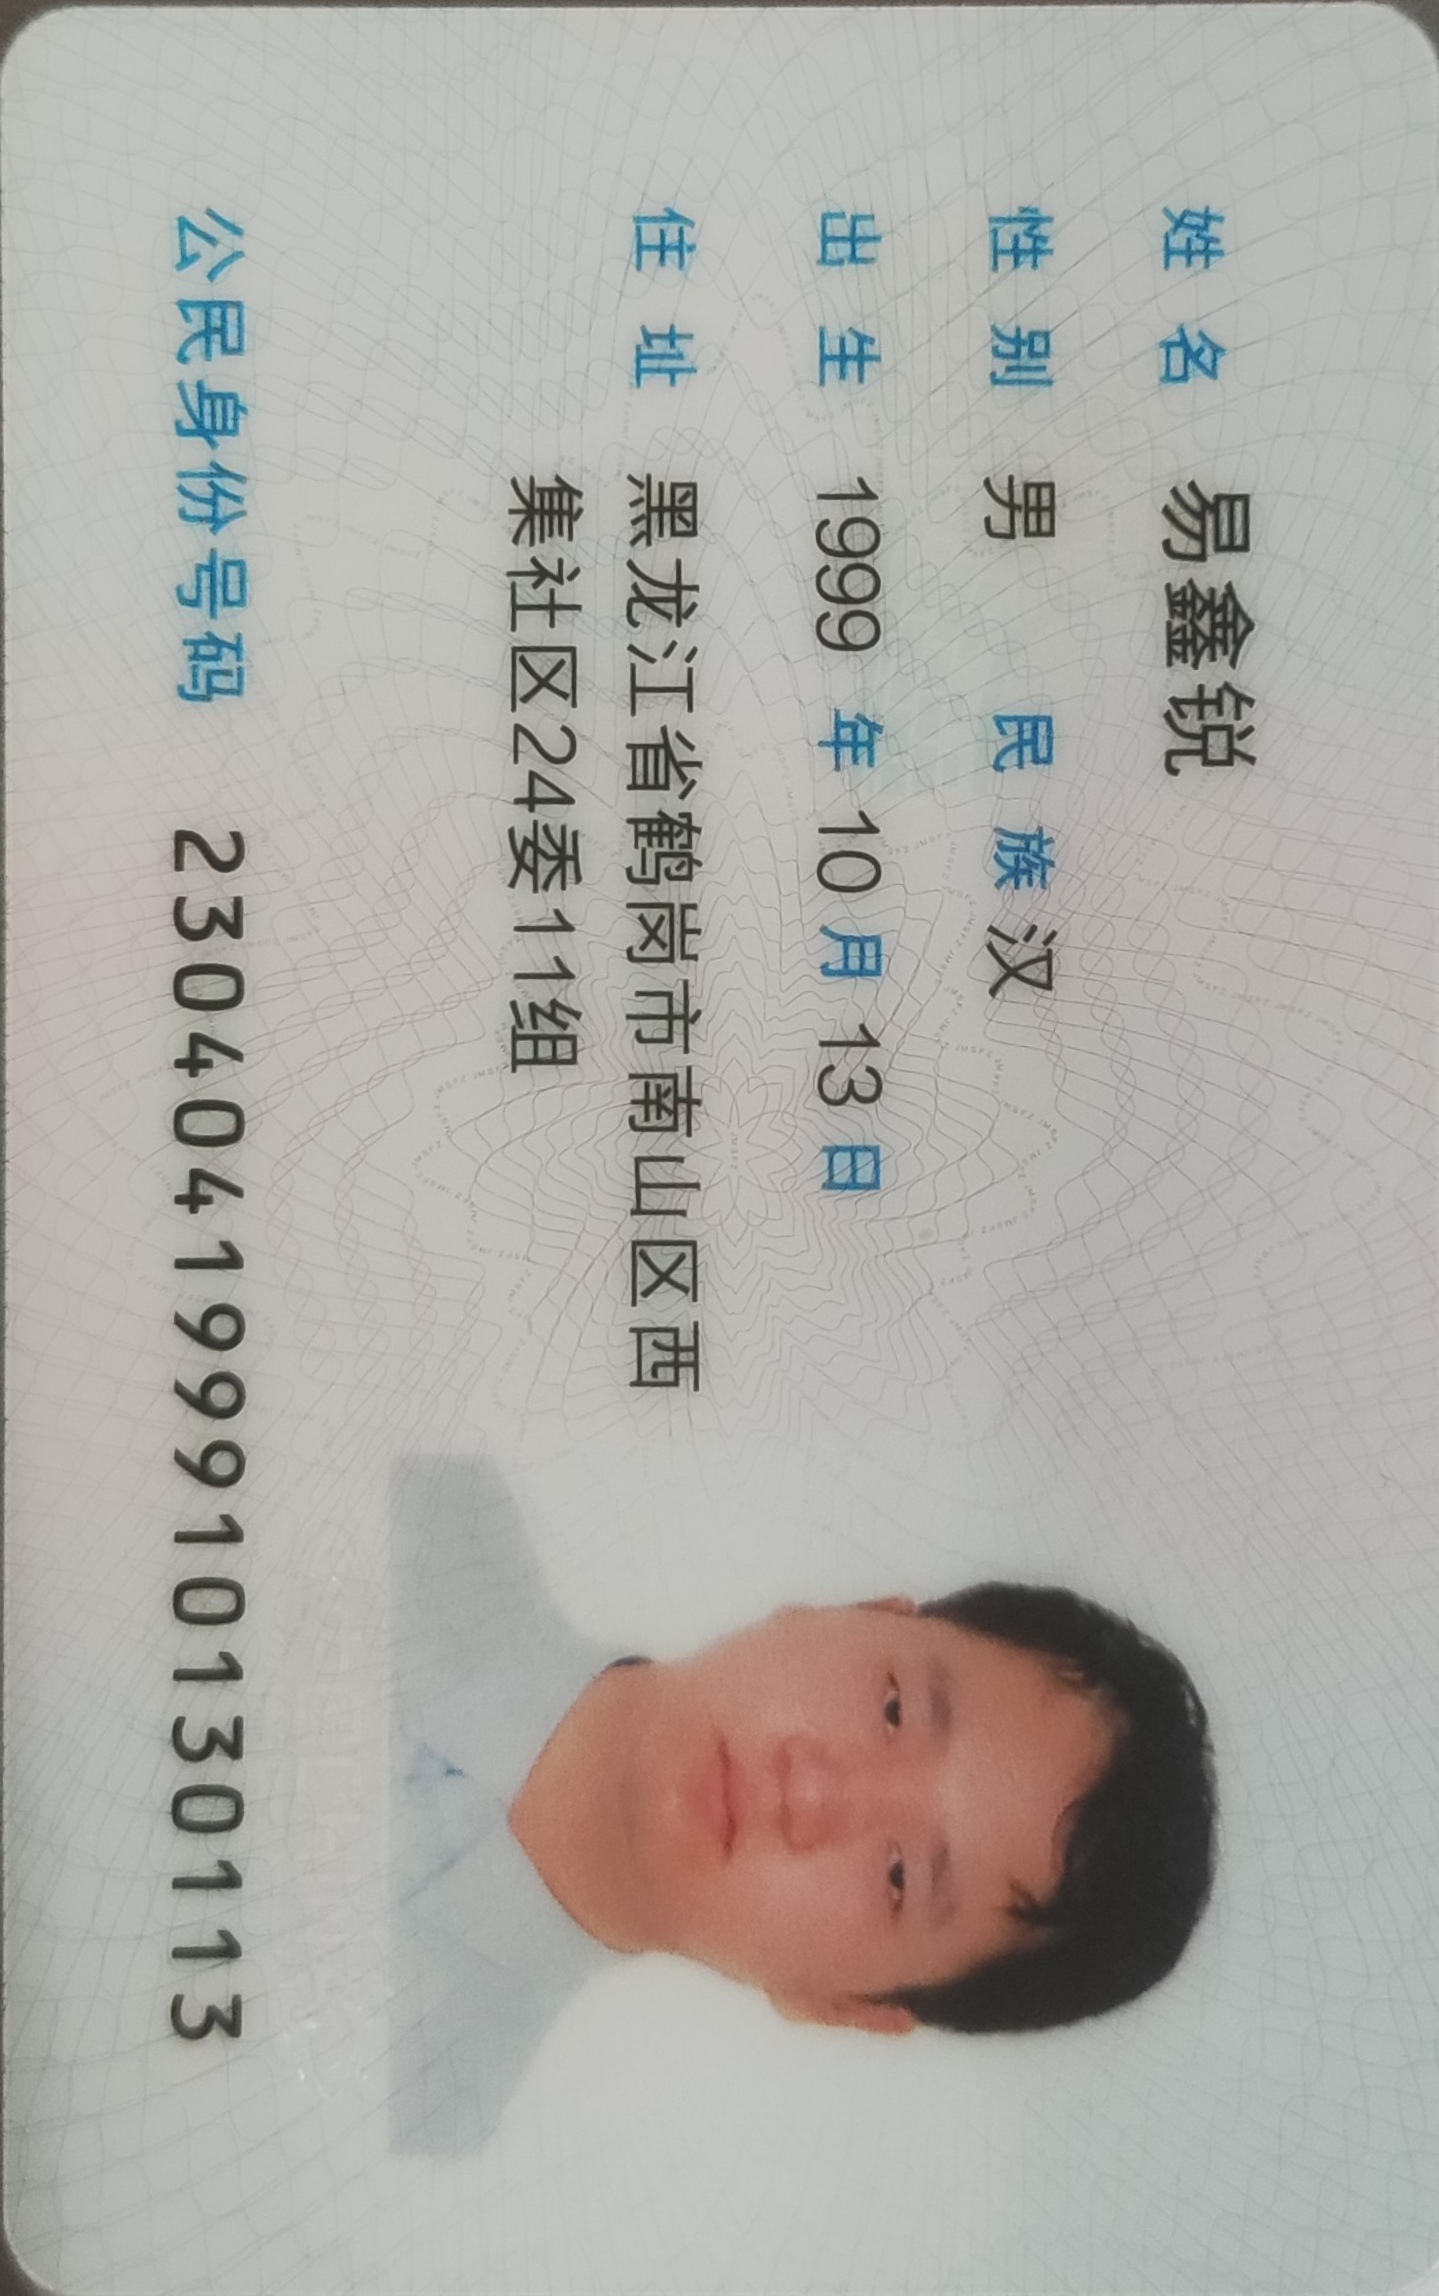 姓名 易鑫锐
性别 男 民族 汉
出生 1999 年 10 月 13 日
住址 黑龙江省鹤岗市南山区西
集社区24委11组
公民身份号码 230404199910130113